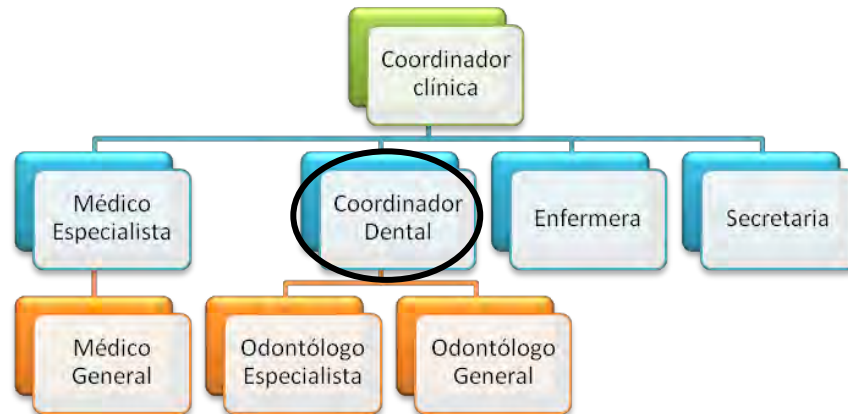 Coordinador
clínica
Médico
Especialista
Coordinador
Dental
Enfermera
Secretaria
Médico
General
Odontólogo
Especialista
Odontólogo
General